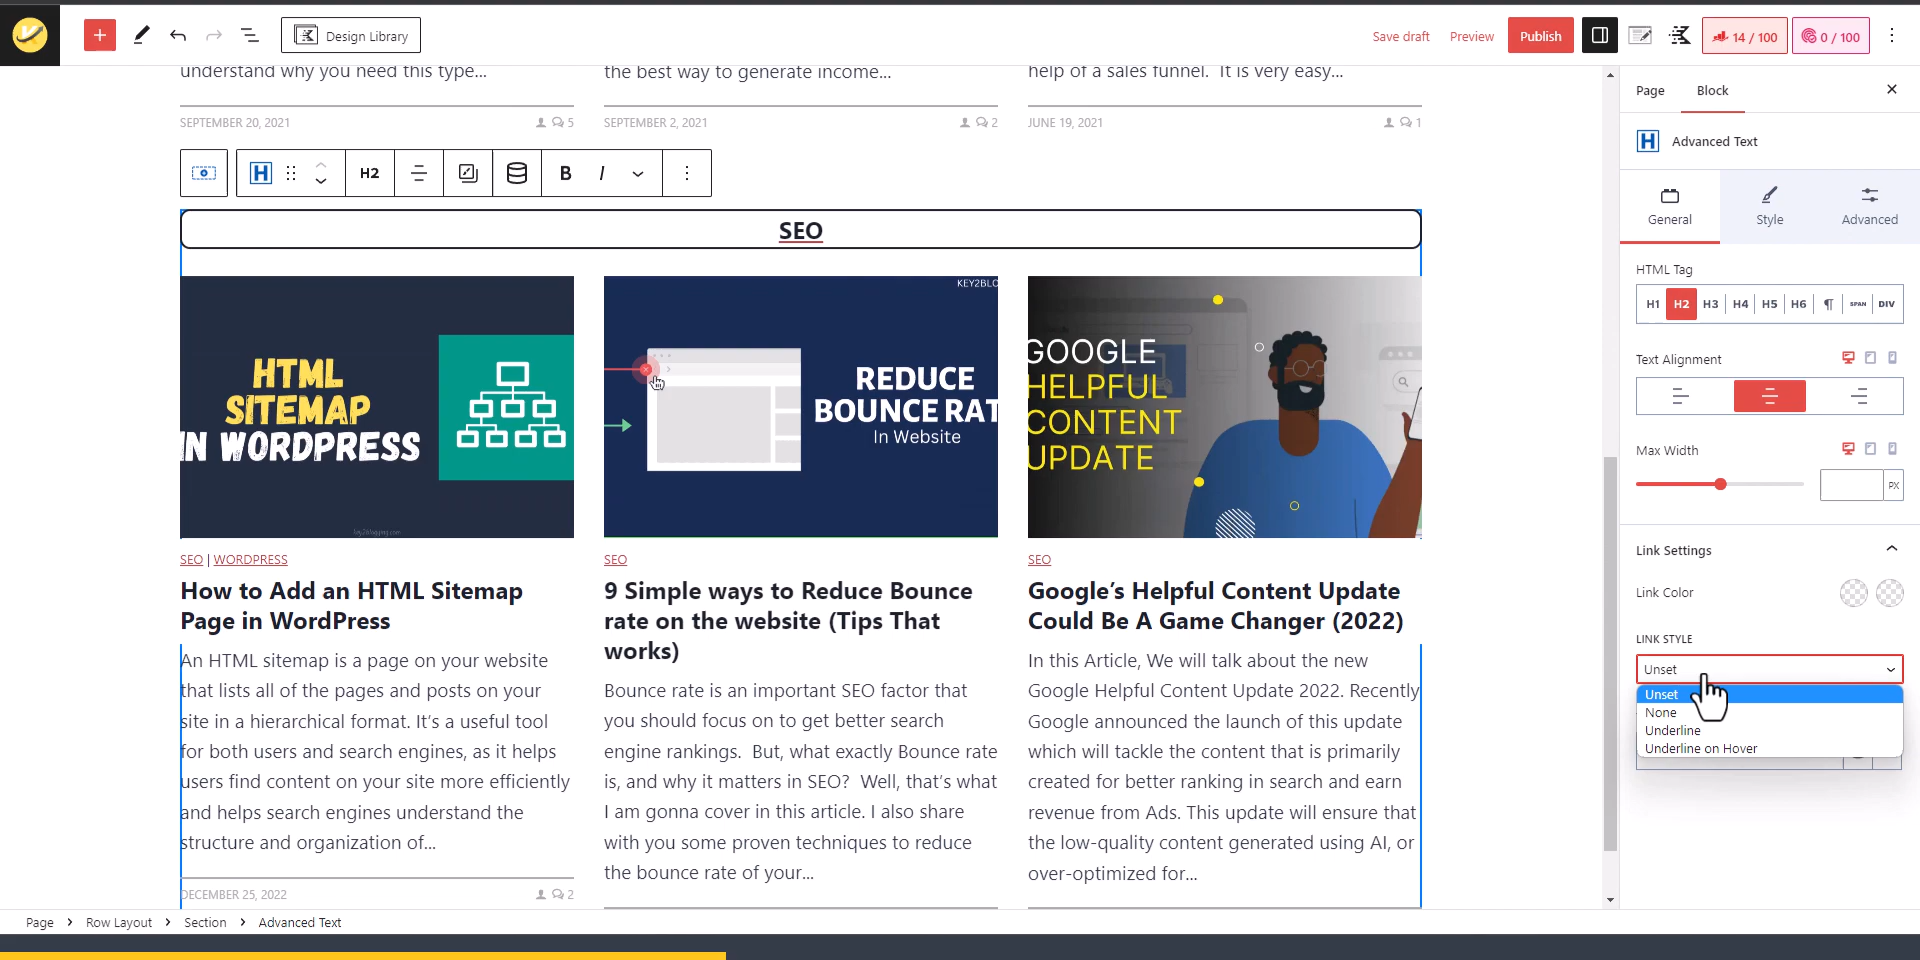 Design Library
Save draft
Preview
Publish
14 / 100
0 / 100
understand why you need this type...
the best way to generate income...
help of a sales funnel.  It is very easy...
SEPTEMBER 20, 2021
5
SEPTEMBER 2, 2021
2
JUNE 19, 2021
1
H H2 B I
SEO
HTML
SITEMAP
IN WORDPRESS
KEY2BLO
REDUCE
BOUNCE RAT
In Website
GOOGLE
HELPFUL
CONTENT
UPDATE
SEO | WORDPRESS
How to Add an HTML Sitemap
Page in WordPress
An HTML sitemap is a page on your website
that lists all of the pages and posts on your
site in a hierarchical format. It's a useful tool
for both users and search engines, as it helps
users find content on your site more efficiently
and helps search engines understand the
structure and organization of...
DECEMBER 25, 2022
2
SEO
9 Simple ways to Reduce Bounce
rate on the website (Tips That
works)
Bounce rate is an important SEO factor that
you should focus on to get better search
engine rankings.  But, what exactly Bounce rate
is, and why it matters in SEO?  Well, that's what
I am gonna cover in this article. I also share
with you some proven techniques to reduce
the bounce rate of your...
SEO
Google's Helpful Content Update
Could Be A Game Changer (2022)
In this Article, We will talk about the new
Google Helpful Content Update 2022. Recently
Google announced the launch of this update
which will tackle the content that is primarily
created for better ranking in search and earn
revenue from Ads. This update will ensure that
the low-quality content generated using AI, or
over-optimized for...
Page
Block
H Advanced Text
General
Style
Advanced
HTML Tag
H1 H2 H3 H4 H5 H6 ¶ SPAN DIV
Text Alignment
Max Width
PX
Link Settings
Link Color
LINK STYLE
Unset
Unset
None
Underline
Underline on Hover
Page > Row Layout > Section > Advanced Text